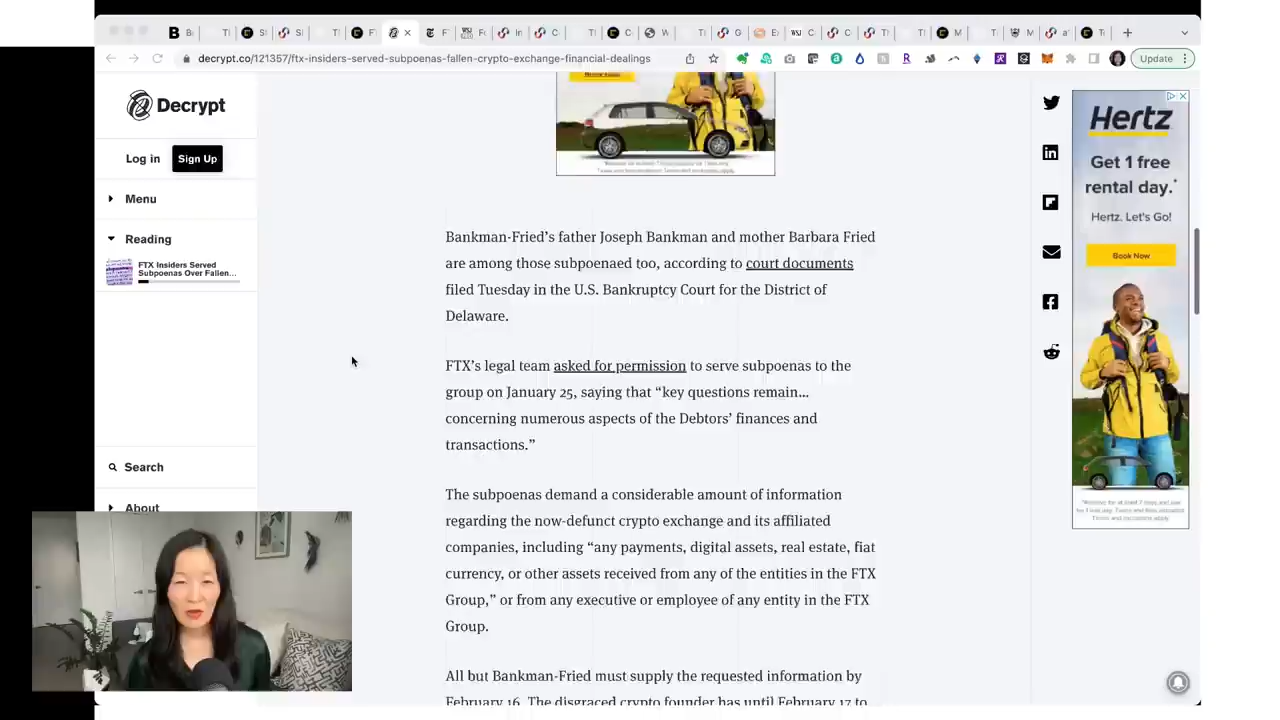 decrypt.co/121357/ftx-insiders-served-subpoenas-fallen-crypto-exchange-financial-dealings
Update
Decrypt
Log in
Sign Up
Menu
Reading
FTX Insiders Served
Subpoenas Over Fallen...
Search
About
Bankman-Fried’s father Joseph Bankman and mother Barbara Fried
are among those subpoenaed too, according to court documents
filed Tuesday in the U.S. Bankruptcy Court for the District of
Delaware.
FTX’s legal team asked for permission to serve subpoenas to the
group on January 25, saying that “key questions remain...
concerning numerous aspects of the Debtors’ finances and
transactions.”
The subpoenas demand a considerable amount of information
regarding the now-defunct crypto exchange and its affiliated
companies, including “any payments, digital assets, real estate, fiat
currency, or other assets received from any of the entities in the FTX
Group,” or from any executive or employee of any entity in the FTX
Group.
All but Bankman-Fried must supply the requested information by
February 16. The disgraced crypto founder has until February 17 to
Hertz
Get 1 free
rental day.*
Hertz. Let's Go!
Book Now